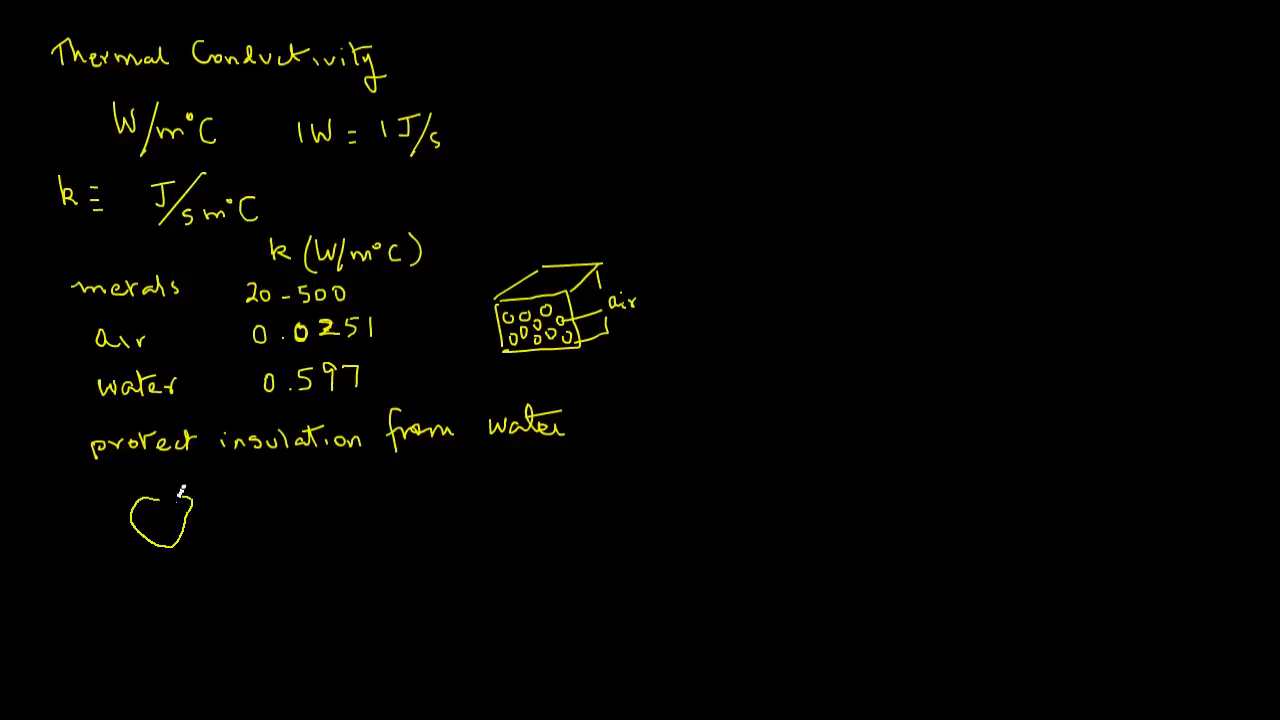 Thermal Conductivity
W/m°C 1W = 1 J/s
k ≡ J/s m°C
k (W/m°C)
metals 20-500
air 0.0251
water 0.597
air
protect insulation from water